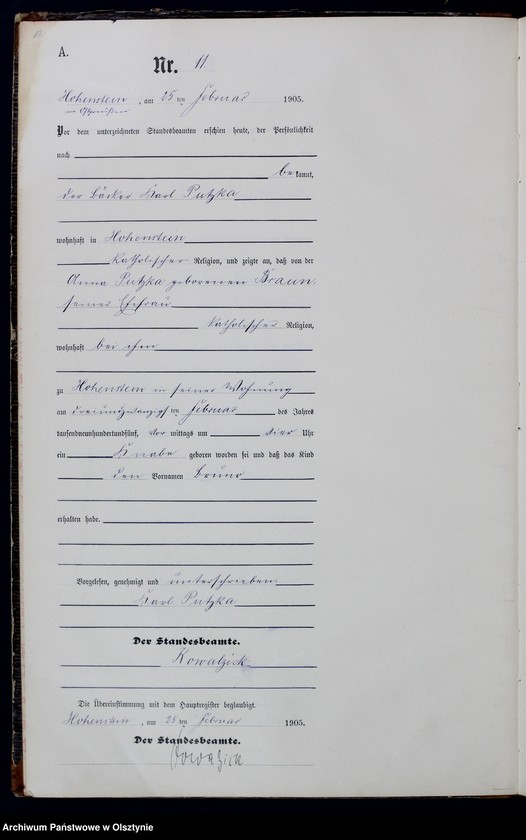 A.
Nr. 11
Hohenstein, am 25 ten Februar 1905.
in Ostpreußen
Vor dem unterzeichneten Standesbeamten erschien heute, der Persönlichkeit
nach
bekannt,
der Bäcker Karl Putzka
wohnhaft in Hohenstein
katholischer Religion, und zeigte an, daß von der
Anna Putzka geborenen Braun
seiner Ehefrau
katholischer Religion,
wohnhaft bei ihm
zu Hohenstein in seiner Wohnung
am dreiundzwanzigsten Februar des Jahres
tausendneunhundertundfünf, vor mittags um vier Uhr
ein Knabe geboren worden sei und daß das Kind
den Vornamen Bruno
erhalten habe.
Vorgelesen, genehmigt und unterschrieben
Karl Putzka
Der Standesbeamte.
Kowalzick
Die Übereinstimmung mit dem Hauptregister beglaubigt.
Hohenstein, am 25 ten Februar 1905.
Der Standesbeamte.
Kowalzick
Archiwum Państwowe w Olsztynie